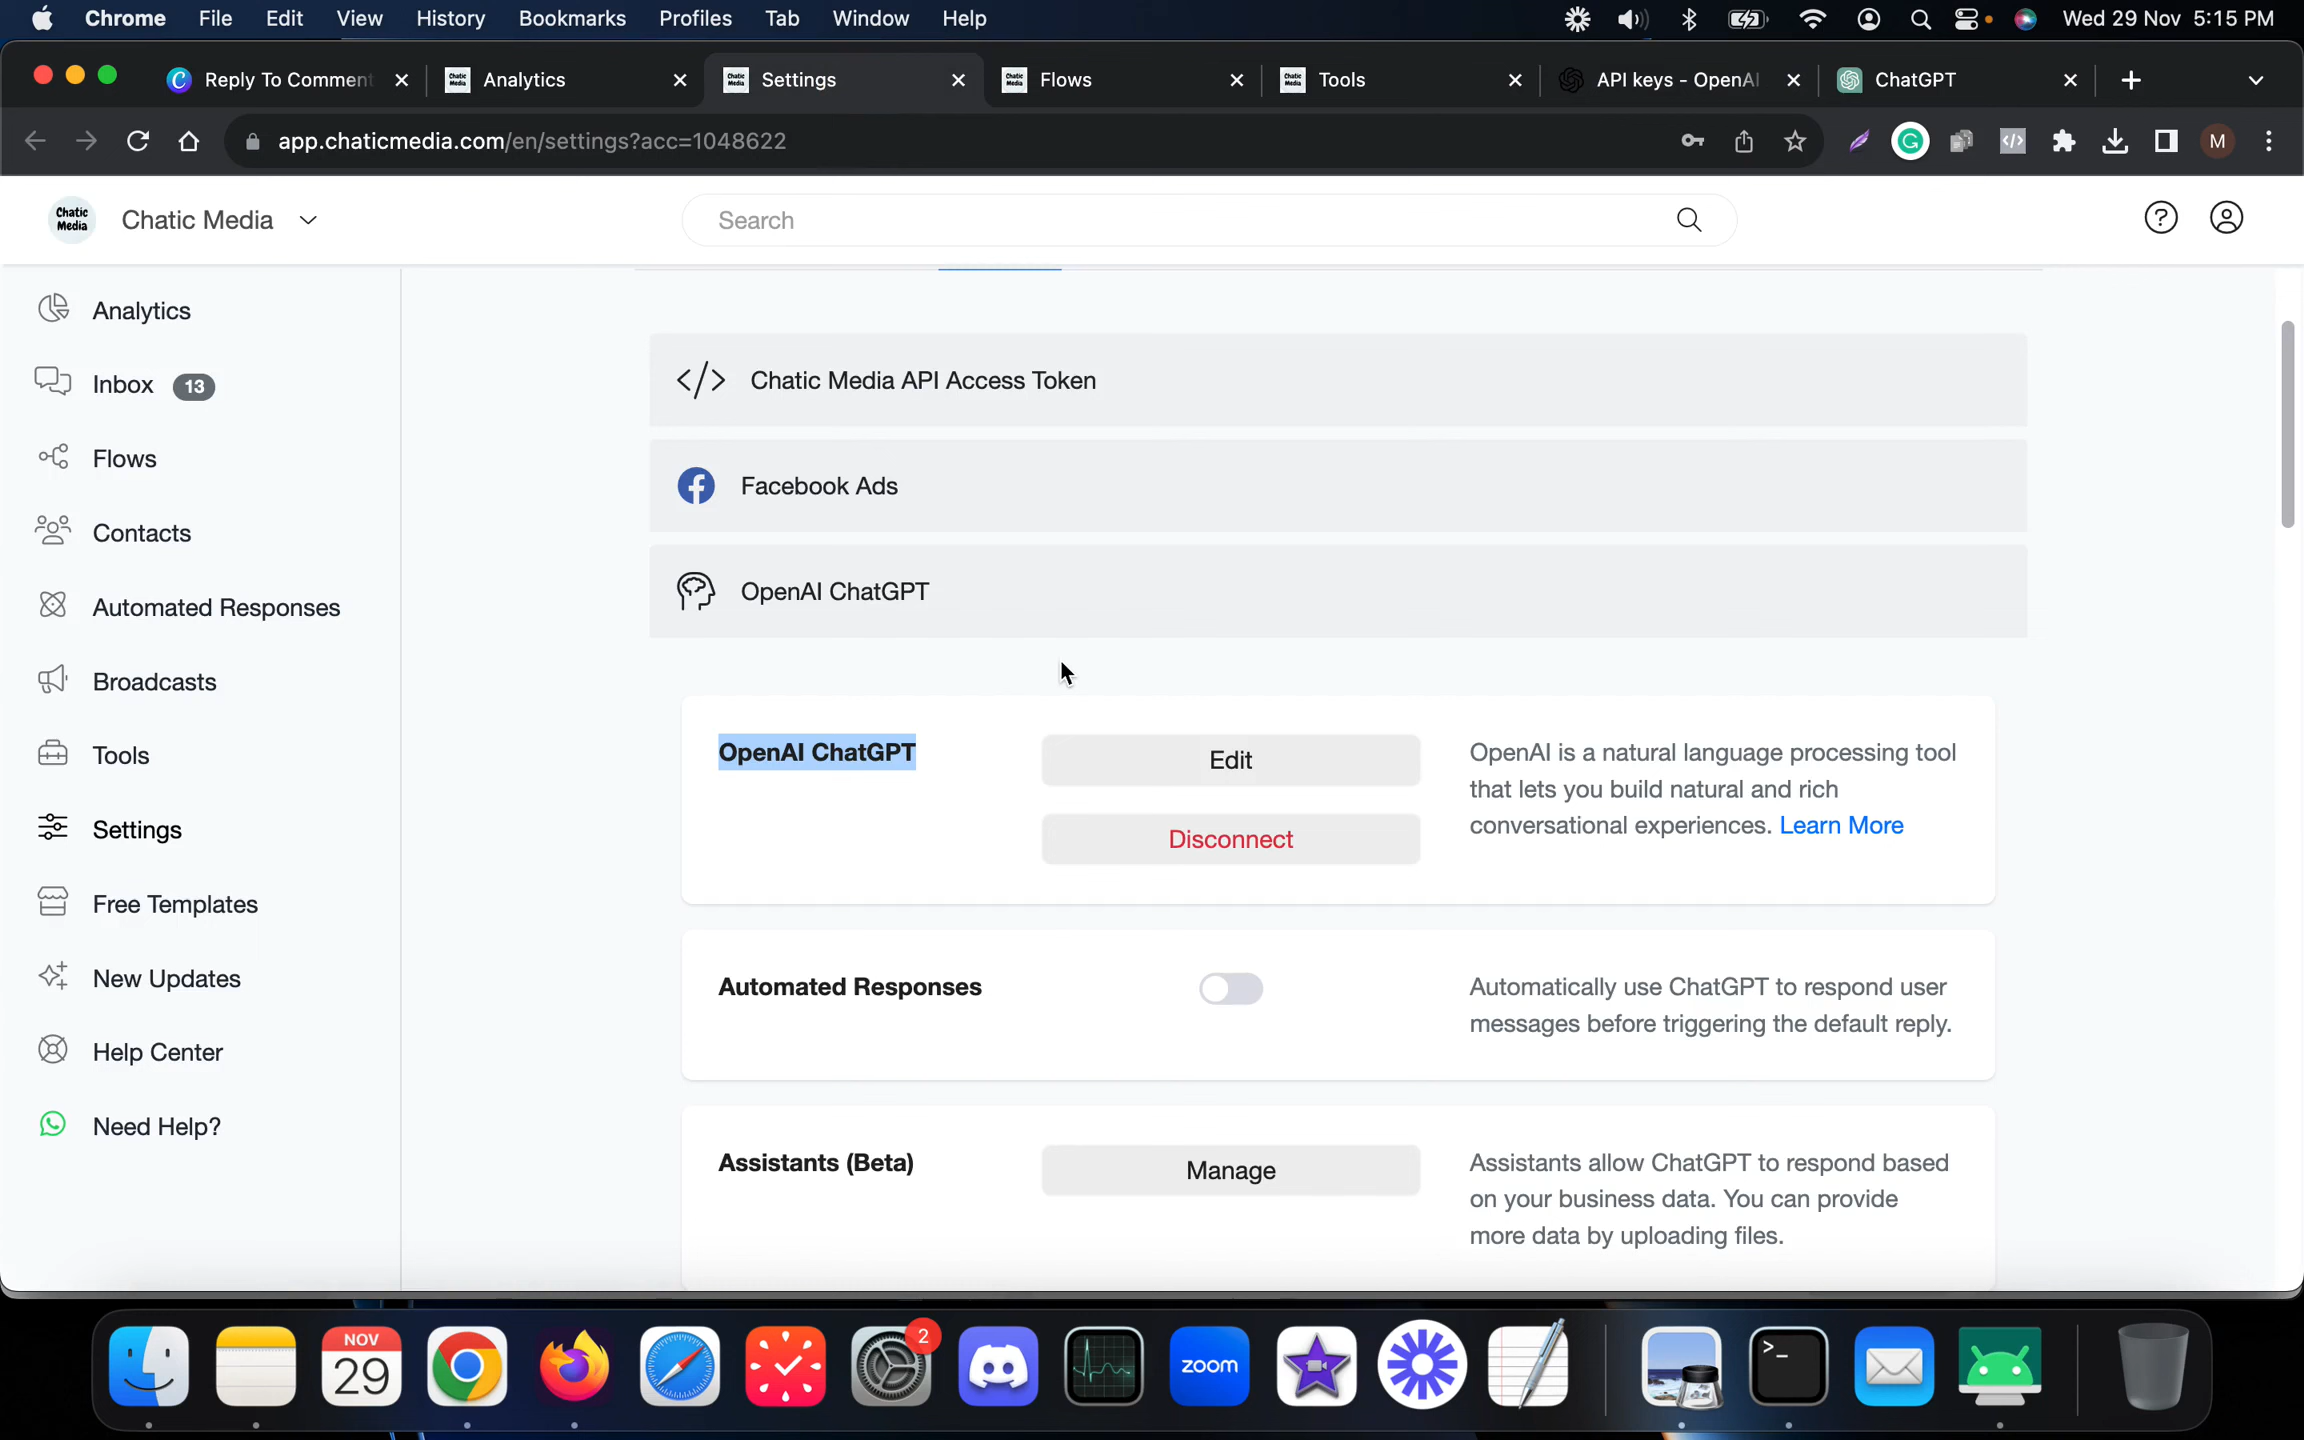 Chrome File Edit View History Bookmarks Profiles Tab Window Help Wed 29 Nov 5:15 PM
Reply To Comment Analytics Settings Flows Tools API keys - OpenAI ChatGPT
app.chaticmedia.com/en/settings?acc=1048622 M
Chatic Media Chatic Media Search
Analytics
Inbox 13
Flows
Contacts
Automated Responses
Broadcasts
Tools
Settings
Free Templates
New Updates
Help Center
Need Help?
Chatic Media API Access Token
Facebook Ads
OpenAI ChatGPT
OpenAI ChatGPT
Edit
Disconnect
OpenAI is a natural language processing tool
that lets you build natural and rich
conversational experiences. Learn More
Automated Responses
Automatically use ChatGPT to respond user
messages before triggering the default reply.
Assistants (Beta)
Manage
Assistants allow ChatGPT to respond based
on your business data. You can provide
more data by uploading files.
NOV
29
2
zoom